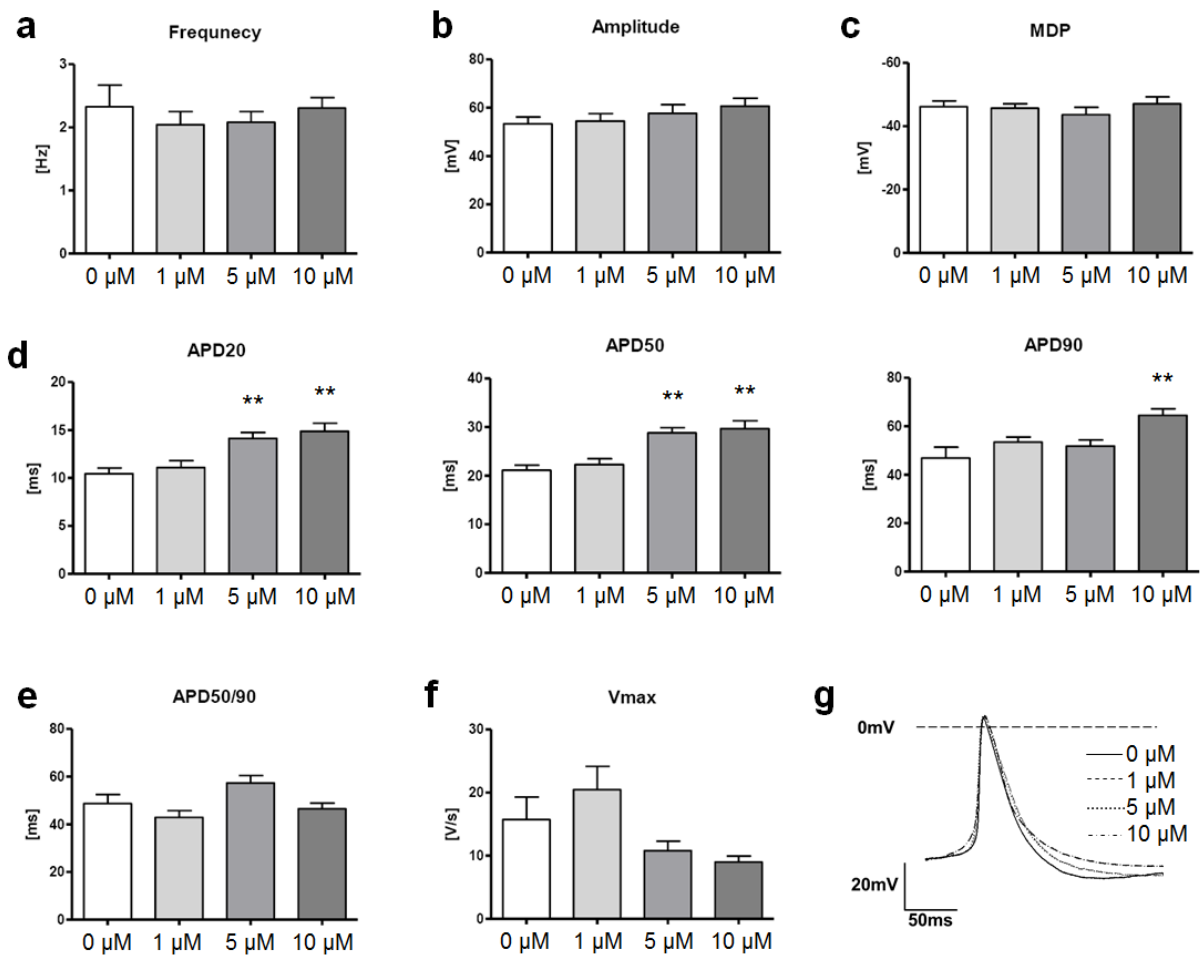 a
Frequnecy
3
2
1
0
[Hz]
0 µM 1 µM 5 µM 10 µM
b
Amplitude
80
60
40
20
0
[mV]
0 µM 1 µM 5 µM 10 µM
c
MDP
-60
-40
-20
0
[mV]
0 µM 1 µM 5 µM 10 µM
d
APD20
20
15
10
5
0
[ms]
** **
0 µM 1 µM 5 µM 10 µM
APD50
40
30
20
10
0
[ms]
** **
0 µM 1 µM 5 µM 10 µM
APD90
80
60
40
20
0
[ms]
**
0 µM 1 µM 5 µM 10 µM
e
APD50/90
80
60
40
20
0
[ms]
0 µM 1 µM 5 µM 10 µM
f
Vmax
30
20
10
0
[V/s]
0 µM 1 µM 5 µM 10 µM
g
0mV
0 µM
1 µM
5 µM
10 µM
20mV
50ms